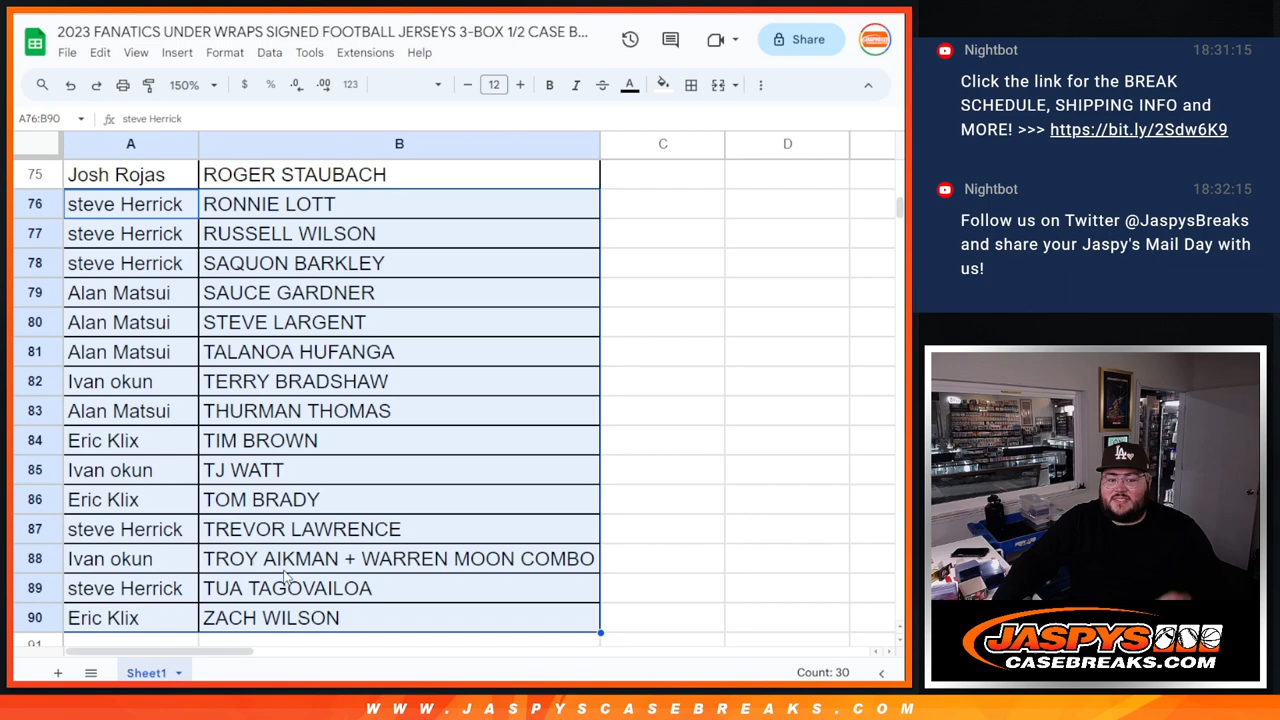 2023 FANATICS UNDER WRAPS SIGNED FOOTBALL JERSEYS 3-BOX 1/2 CASE B...
File Edit View Insert Format Data Tools Extensions Help
Share
150% $ % .0 .00 123 12 B I A
A76:B90 fx steve Herrick
A B C D
75 Josh Rojas ROGER STAUBACH
76 steve Herrick RONNIE LOTT
77 steve Herrick RUSSELL WILSON
78 steve Herrick SAQUON BARKLEY
79 Alan Matsui SAUCE GARDNER
80 Alan Matsui STEVE LARGENT
81 Alan Matsui TALANOA HUFANGA
82 Ivan okun TERRY BRADSHAW
83 Alan Matsui THURMAN THOMAS
84 Eric Klix TIM BROWN
85 Ivan okun TJ WATT
86 Eric Klix TOM BRADY
87 steve Herrick TREVOR LAWRENCE
88 Ivan okun TROY AIKMAN + WARREN MOON COMBO
89 steve Herrick TUA TAGOVAILOA
90 Eric Klix ZACH WILSON
91
Sheet1
Count: 30
Nightbot 18:31:15
Click the link for the BREAK
SCHEDULE, SHIPPING INFO and
MORE! >>> https://bit.ly/2Sdw6K9
Nightbot 18:32:15
Follow us on Twitter @JaspysBreaks
and share your Jaspy's Mail Day with
us!
LA
JASPYS
CASEBREAKS.COM
WWW.JASPYSCASEBREAKS.COM